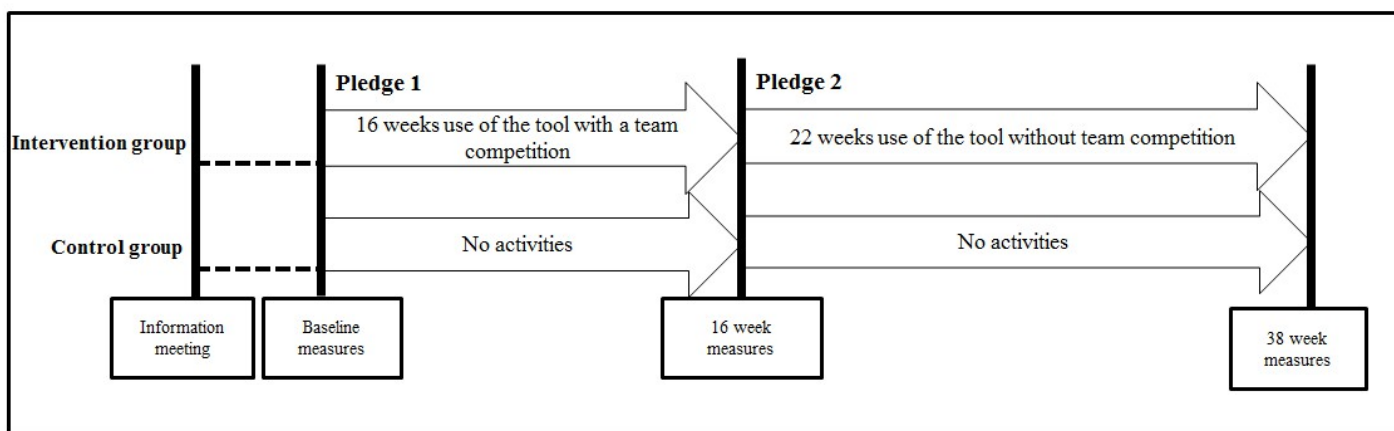 Pledge 1
Pledge 2
Intervention group
16 weeks use of the tool with a team
competition
22 weeks use of the tool without team competition
Control group
No activities
No activities
Information
meeting
Baseline
measures
16 week
measures
38 week
measures